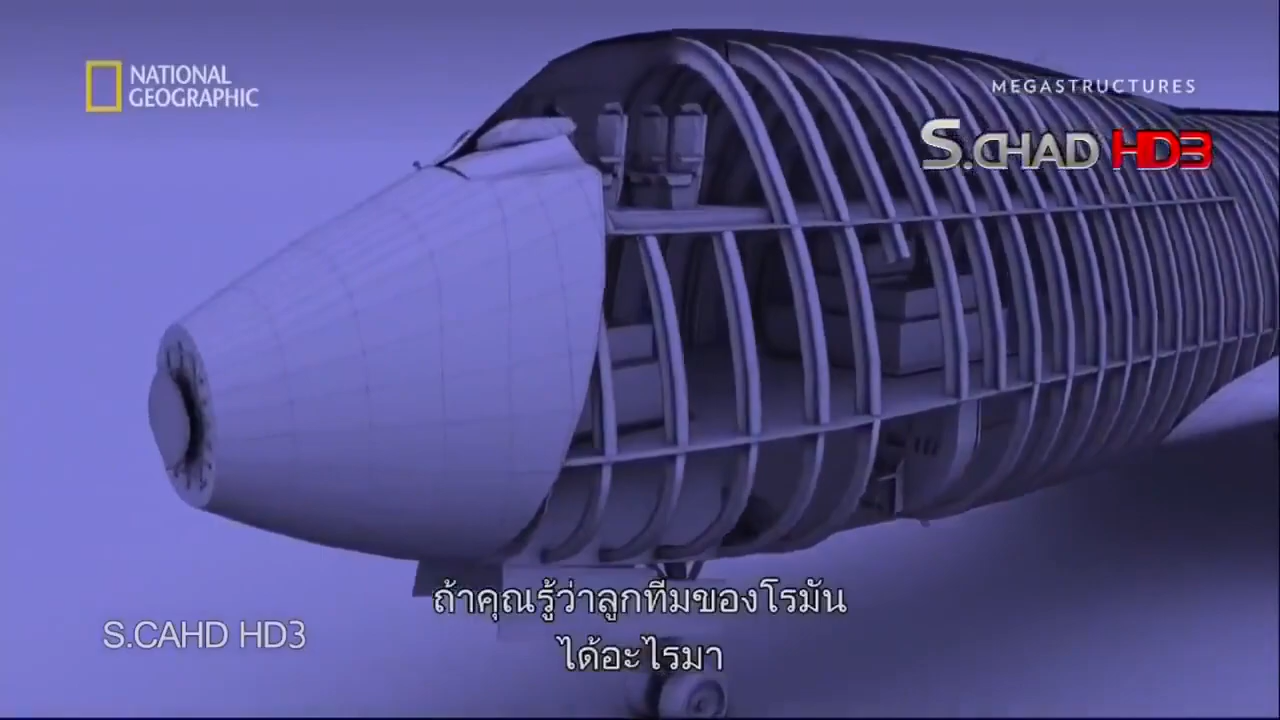 NATIONAL
GEOGRAPHIC
MEGASTRUCTURES
S.CHAD HD3
ถ้าคุณรู้ว่าลูกทีมของโรมัน
ได้อะไรมา
S.CAHD HD3